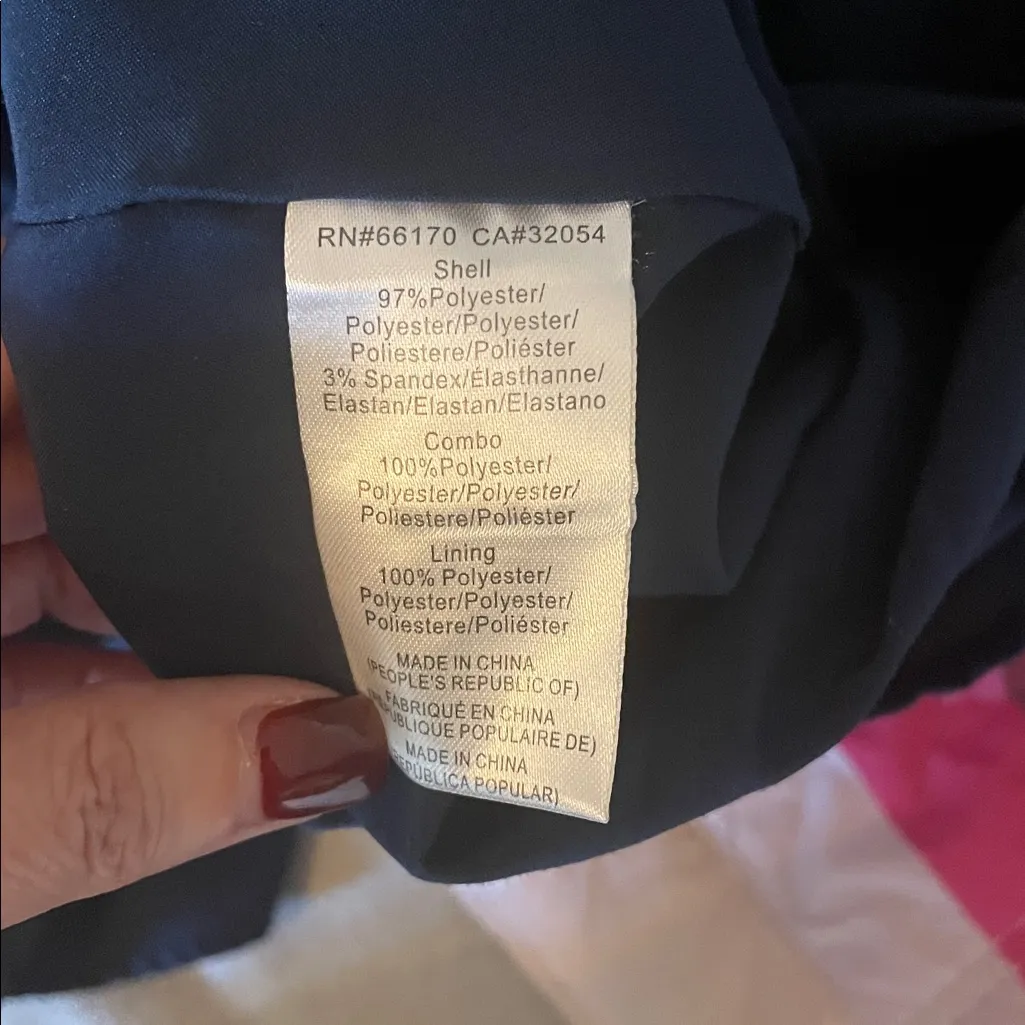 RN#66170 CA#32054
Shell
97%Polyester/
Polyester/Polyester/
Poliestere/Poliéster
3% Spandex/Élasthanne/
Elastan/Elastan/Elastano
Combo
100%Polyester/
Polyester/Polyester/
Poliestere/Poliéster
Lining
100% Polyester/
Polyester/Polyester/
Poliestere/Poliéster
MADE IN CHINA
(PEOPLE'S REPUBLIC OF)
FABRIQUÉ EN CHINA
POPULAIRE DE)
MADE IN CHINA
POPULAR)